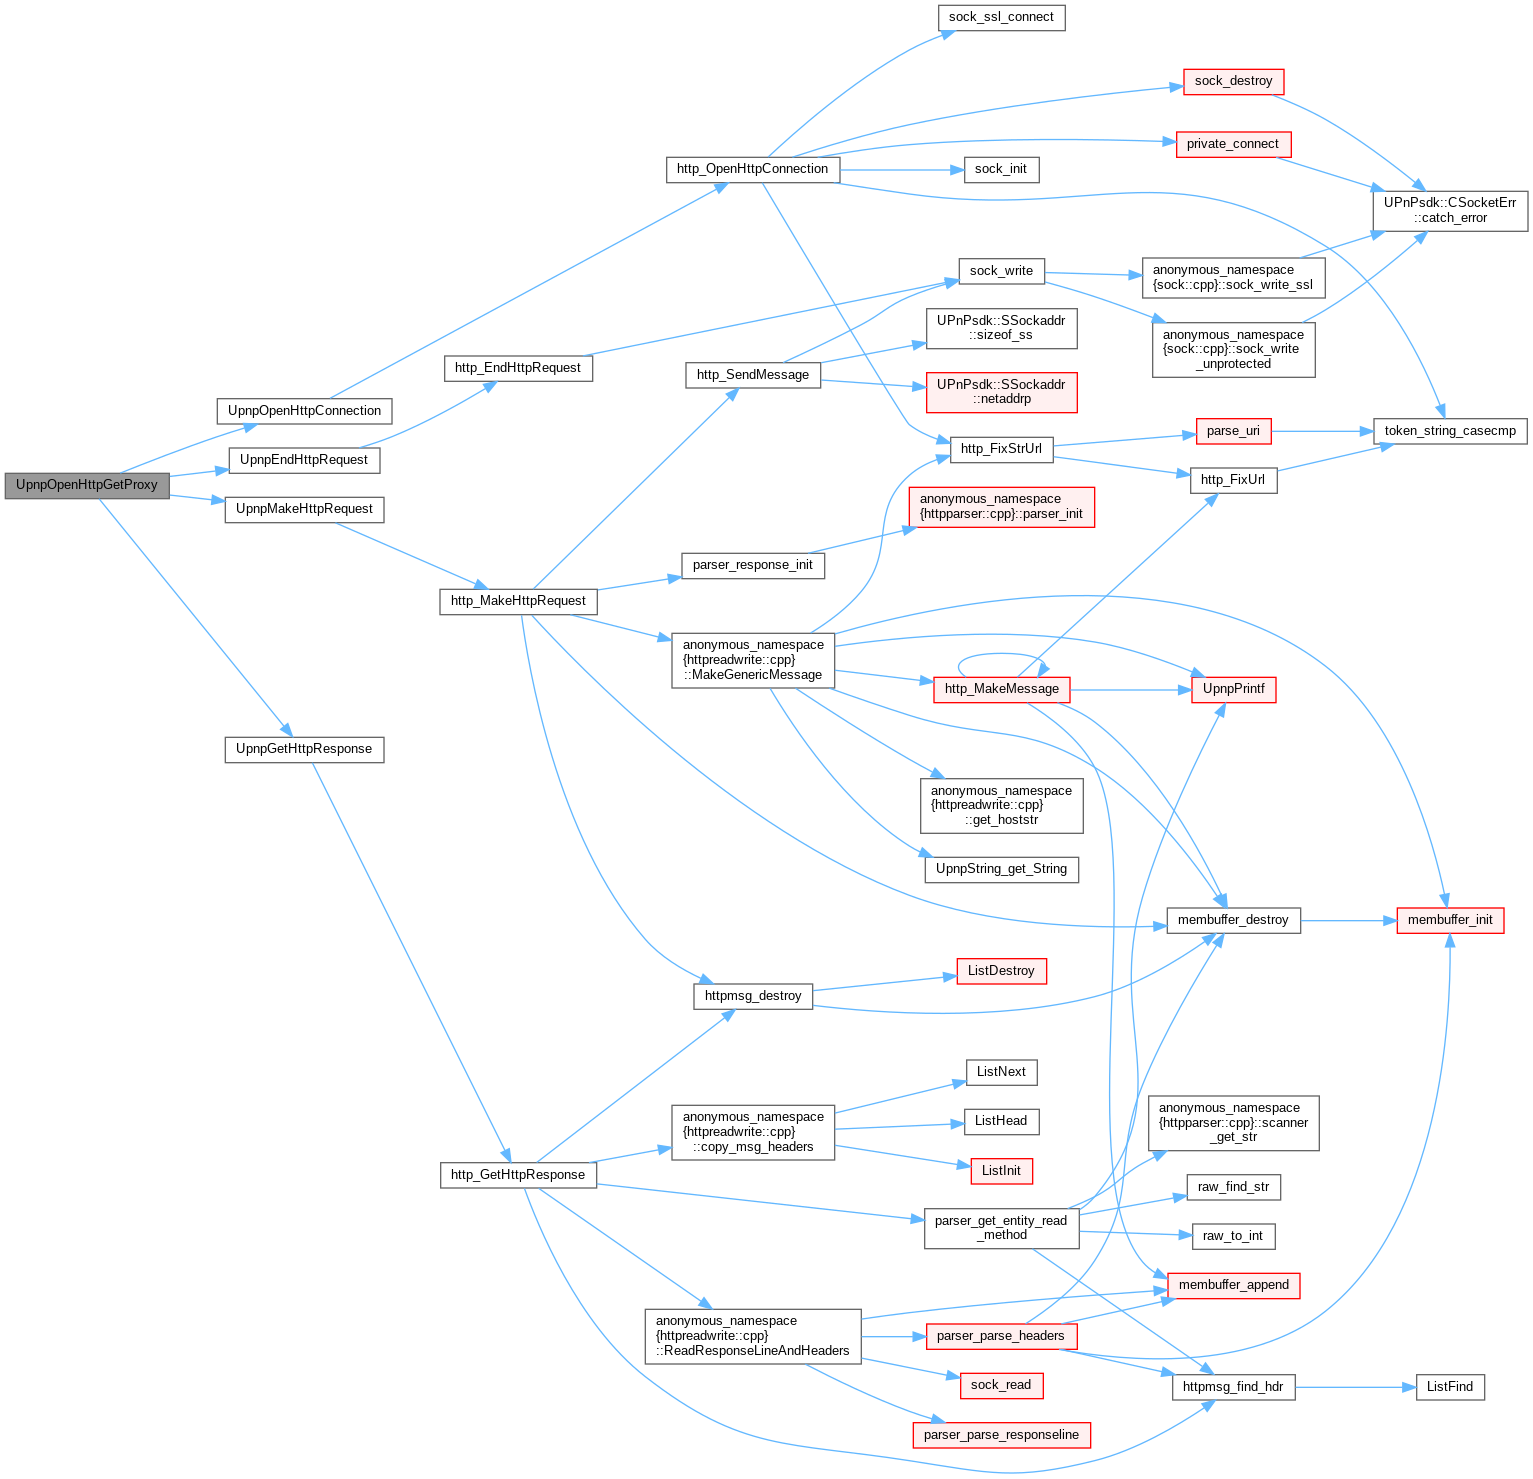 sock_ssl_connect
sock_destroy
private_connect
http_OpenHttpConnection
sock_init
UPnPsdk::CSocketErr
::catch_error
sock_write
anonymous_namespace
{sock::cpp}::sock_write_ssl
UPnPsdk::SSockaddr
::sizeof_ss
anonymous_namespace
{sock::cpp}::sock_write
_unprotected
http_EndHttpRequest
http_SendMessage
UPnPsdk::SSockaddr
::netaddrp
UpnpOpenHttpConnection
parse_uri
token_string_casecmp
http_FixStrUrl
UpnpEndHttpRequest
http_FixUrl
UpnpOpenHttpGetProxy
UpnpMakeHttpRequest
anonymous_namespace
{httpparser::cpp}::parser_init
parser_response_init
http_MakeHttpRequest
anonymous_namespace
{httpreadwrite::cpp}
::MakeGenericMessage
http_MakeMessage
UpnpPrintf
UpnpGetHttpResponse
anonymous_namespace
{httpreadwrite::cpp}
::get_hoststr
UpnpString_get_String
membuffer_destroy
membuffer_init
ListDestroy
httpmsg_destroy
ListNext
anonymous_namespace
{httpreadwrite::cpp}
::copy_msg_headers
ListHead
anonymous_namespace
{httpparser::cpp}::scanner
_get_str
ListInit
http_GetHttpResponse
raw_find_str
parser_get_entity_read
_method
raw_to_int
membuffer_append
anonymous_namespace
{httpreadwrite::cpp}
::ReadResponseLineAndHeaders
parser_parse_headers
sock_read
httpmsg_find_hdr
ListFind
parser_parse_responseline